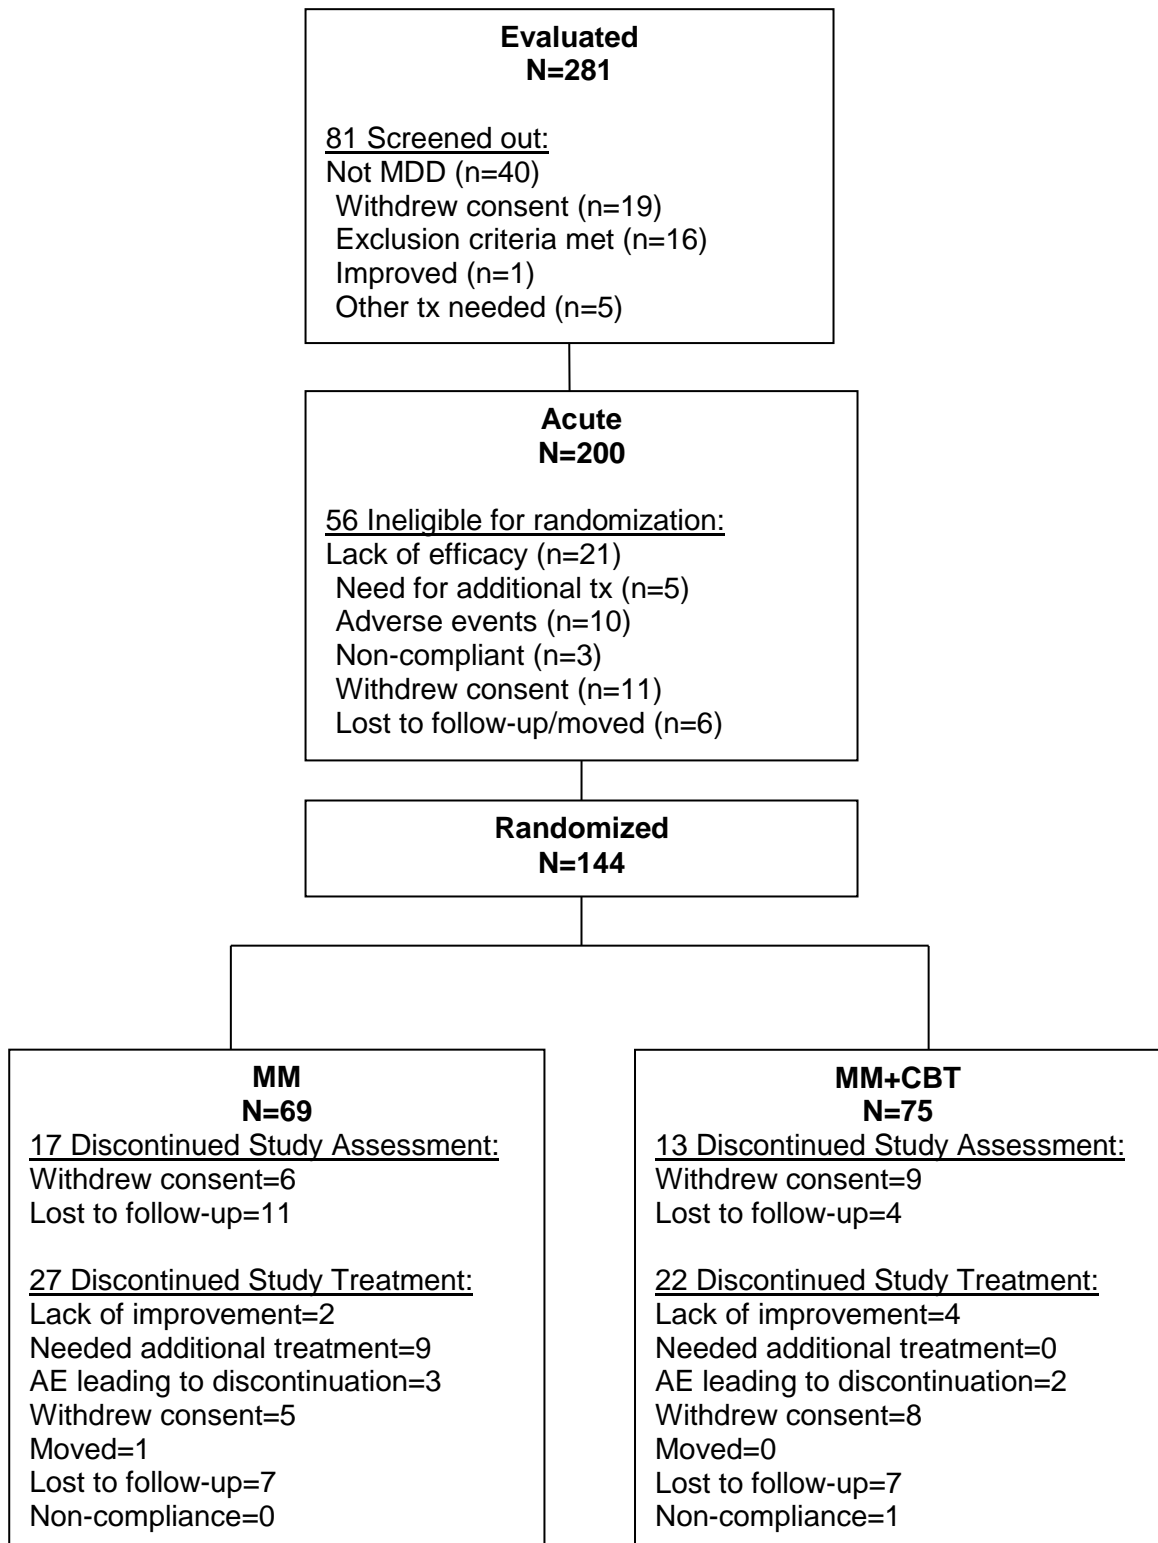 Evaluated
N=281
81 Screened out:
Not MDD (n=40)
Withdrew consent (n=19)
Exclusion criteria met (n=16)
Improved (n=1)
Other tx needed (n=5)
Acute
N=200
56 Ineligible for randomization:
Lack of efficacy (n=21)
Need for additional tx (n=5)
Adverse events (n=10)
Non-compliant (n=3)
Withdrew consent (n=11)
Lost to follow-up/moved (n=6)
Randomized
N=144
MM
N=69
17 Discontinued Study Assessment:
Withdrew consent=6
Lost to follow-up=11
27 Discontinued Study Treatment:
Lack of improvement=2
Needed additional treatment=9
AE leading to discontinuation=3
Withdrew consent=5
Moved=1
Lost to follow-up=7
Non-compliance=0
MM+CBT
N=75
13 Discontinued Study Assessment:
Withdrew consent=9
Lost to follow-up=4
22 Discontinued Study Treatment:
Lack of improvement=4
Needed additional treatment=0
AE leading to discontinuation=2
Withdrew consent=8
Moved=0
Lost to follow-up=7
Non-compliance=1